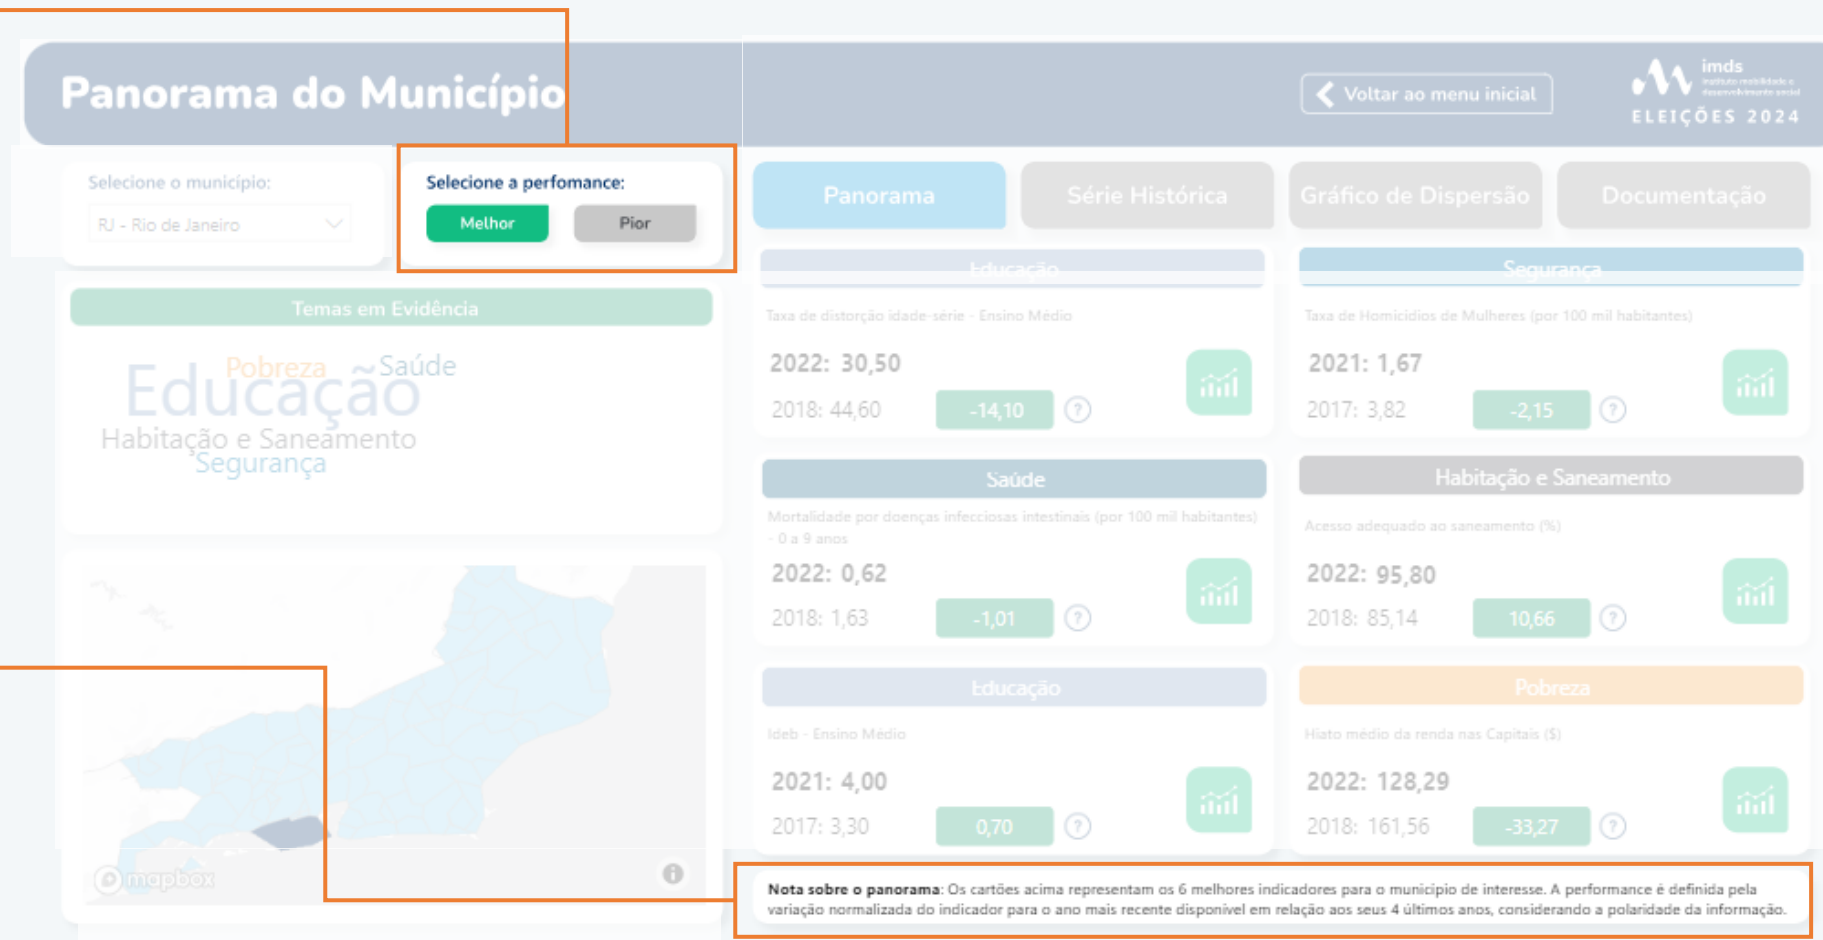 Panorama do Município
Voltar ao menu inicial
imds
instituto mobilidade e
desenvolvimento social
ELEIÇÕES 2024
Selecione o município:
RJ - Rio de Janeiro
Selecione a perfomance:
Melhor
Pior
Panorama
Série Histórica
Gráfico de Dispersão
Documentação
Temas em Evidência
Pobreza
Saúde
Educação
Habitação e Saneamento
Segurança
mapbox
Educação
Taxa de distorção idade-série - Ensino Médio
2022: 30,50
2018: 44,60
-14,10
?
Segurança
Taxa de Homicídios de Mulheres (por 100 mil habitantes)
2021: 1,67
2017: 3,82
-2,15
?
Saúde
Mortalidade por doenças infecciosas intestinais (por 100 mil habitantes)
- 0 a 9 anos
2022: 0,62
2018: 1,63
-1,01
?
Habitação e Saneamento
Acesso adequado ao saneamento (%)
2022: 95,80
2018: 85,14
10,66
?
Educação
Ideb - Ensino Médio
2021: 4,00
2017: 3,30
0,70
?
Pobreza
Hiato médio da renda nas Capitais ($)
2022: 128,29
2018: 161,56
-33,27
?
Nota sobre o panorama: Os cartões acima representam os 6 melhores indicadores para o município de interesse. A performance é definida pela
variação normalizada do indicador para o ano mais recente disponível em relação aos seus 4 últimos anos, considerando a polaridade da informação.